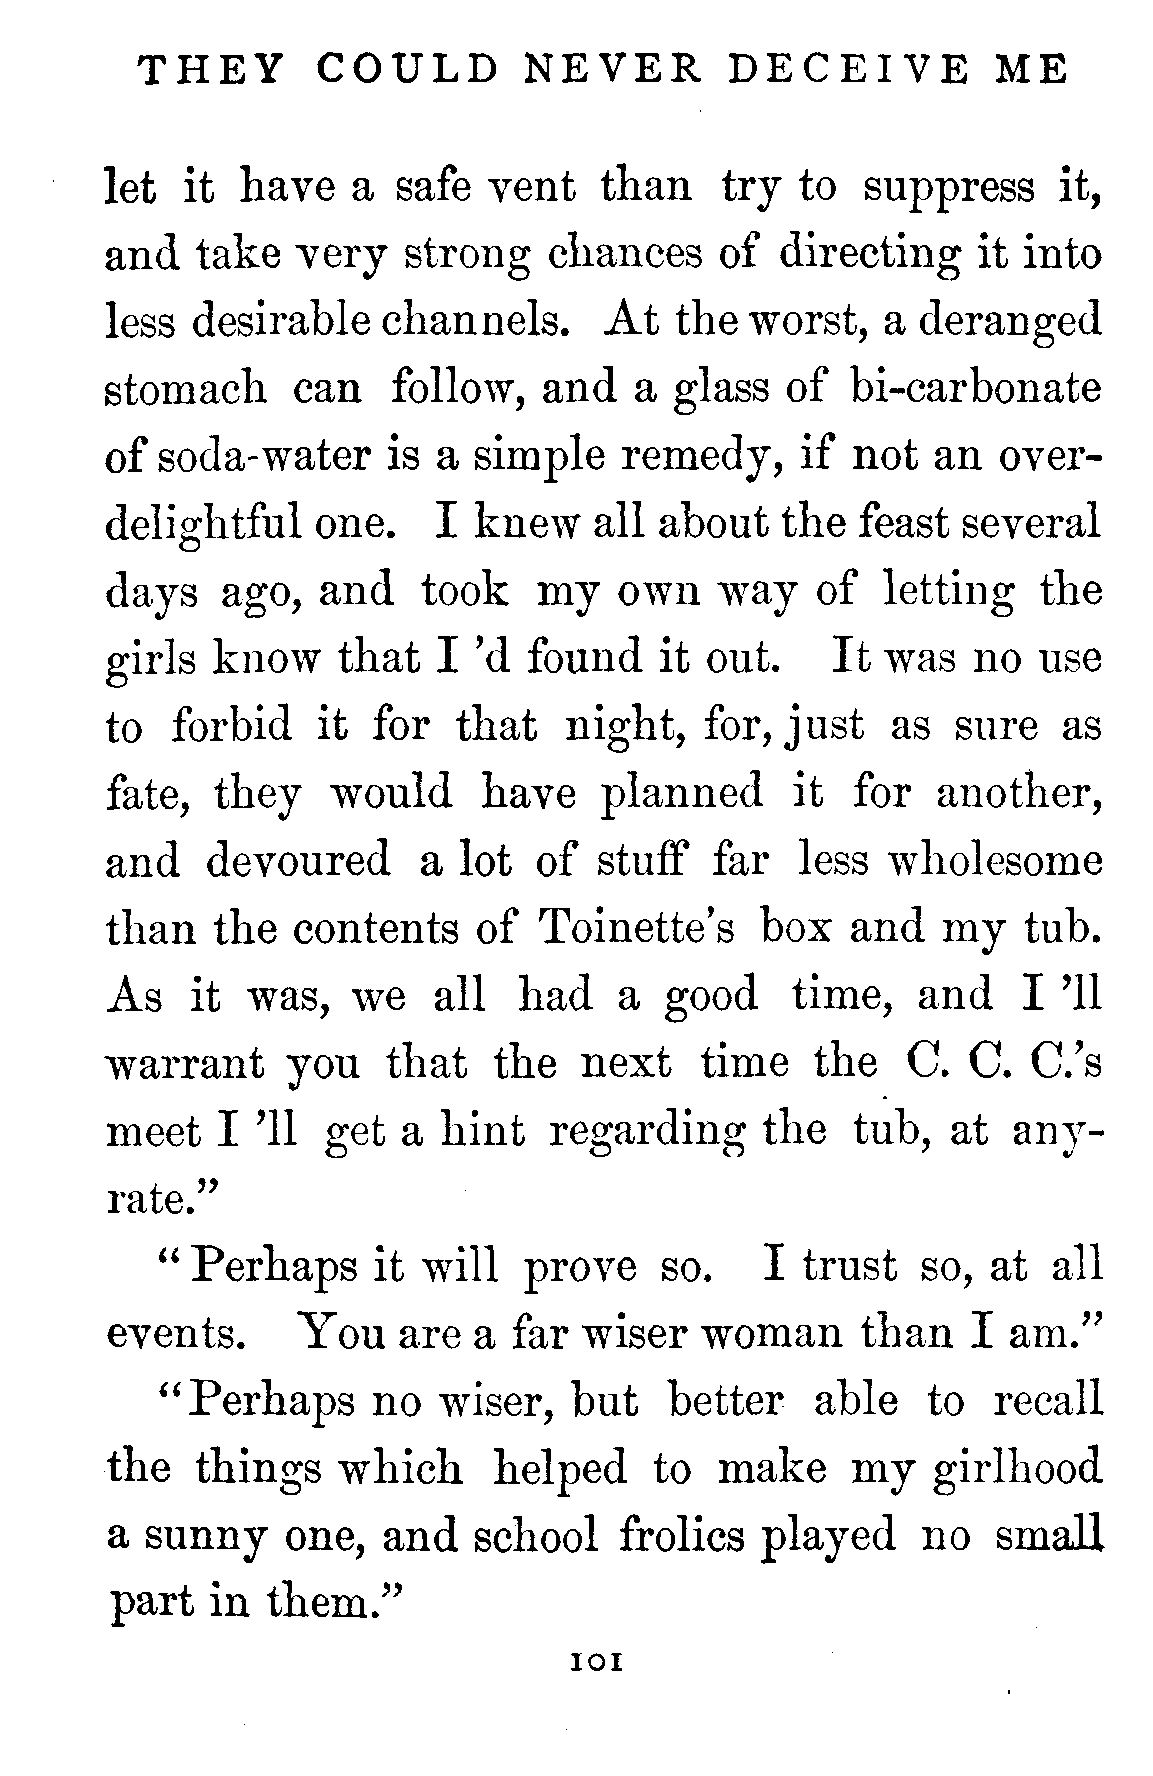 THEY COULD NEVER DECEIVE ME
let it have a safe vent than try to suppress it,
and take very strong chances of directing it into
less desirable channels. At the worst, a deranged
stomach can follow, and a glass of bi-carbonate
of soda-water is a simple remedy, if not an over-
delightful one. I knew all about the feast several
days ago, and took my own way of letting the
girls know that I 'd found it out. It was no use
to forbid it for that night, for, just as sure as
fate, they would have planned it for another,
and devoured a lot of stuff far less wholesome
than the contents of Toinette's box and my tub.
As it was, we all had a good time, and I 'll
warrant you that the next time the C. C. C.'s
meet I 'll get a hint regarding the tub, at any-
rate."
"Perhaps it will prove so. I trust so, at all
events. You are a far wiser woman than I am."
"Perhaps no wiser, but better able to recall
the things which helped to make my girlhood
a sunny one, and school frolics played no small
part in them."
101